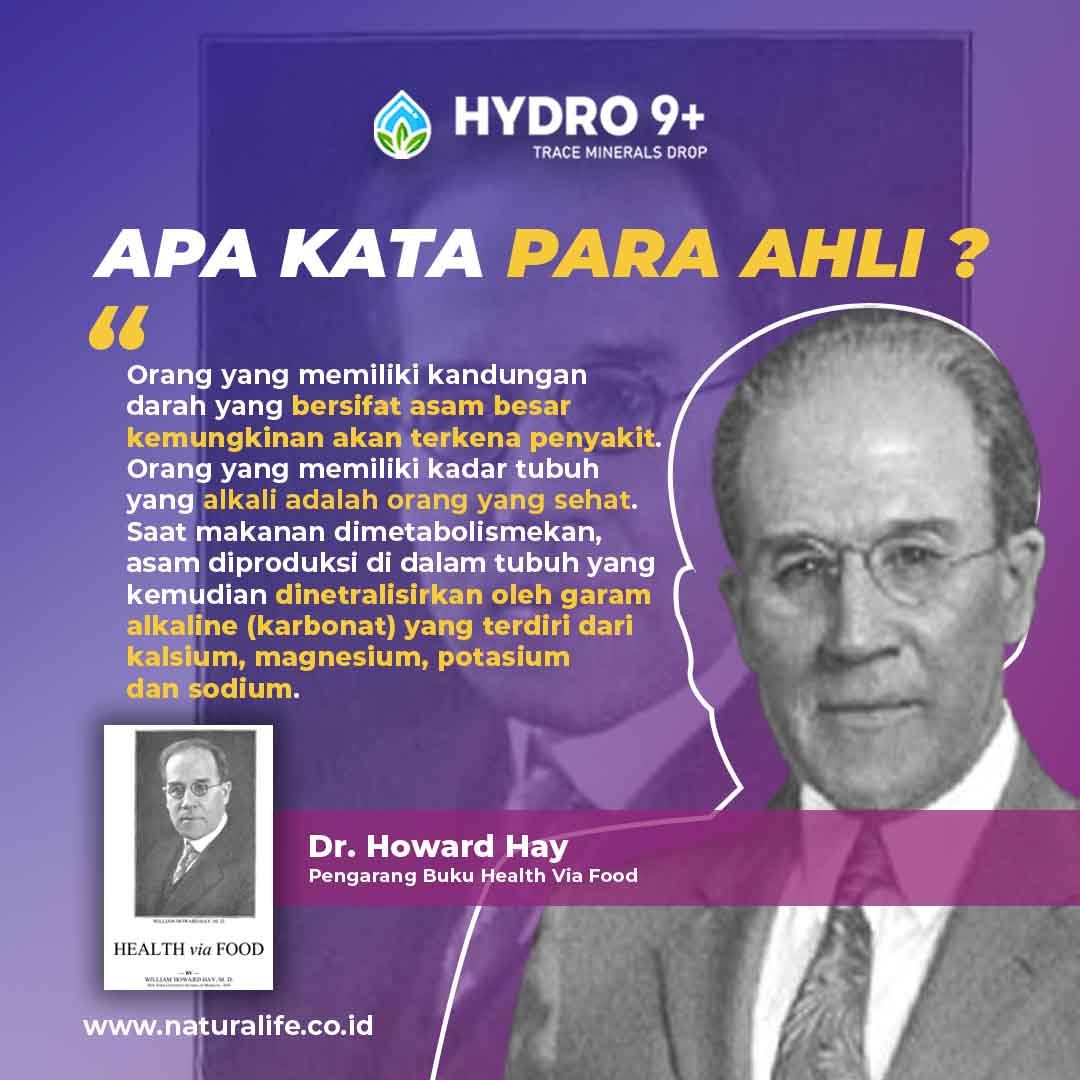 HYDRO 9+
TRACE MINERALS DROP
APA KATA PARA AHLI ?
“
Orang yang memiliki kandungan
darah yang bersifat asam besar
kemungkinan akan terkena penyakit.
Orang yang memiliki kadar tubuh
yang alkali adalah orang yang sehat.
Saat makanan dimetabolismekan,
asam diproduksi di dalam tubuh yang
kemudian dinetralisirkan oleh garam
alkaline (karbonat) yang terdiri dari
kalsium, magnesium, potasium
dan sodium.
WILLIAM HOWARD HAY, M. D.
HEALTH via FOOD
— BY —
WILLIAM HOWARD HAY, M. D.
Dr. Howard Hay
Pengarang Buku Health Via Food
www.naturalife.co.id